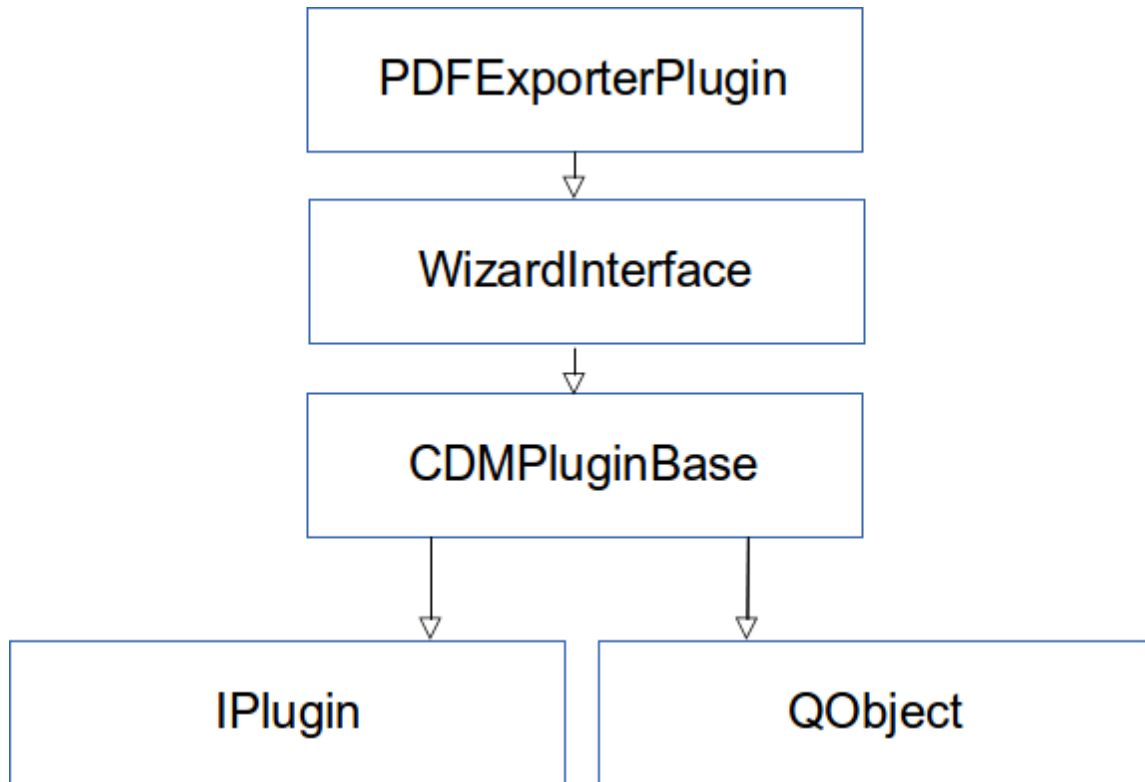 PDFExporterPlugin
WizardInterface
CDMPluginBase
IPlugin
QObject